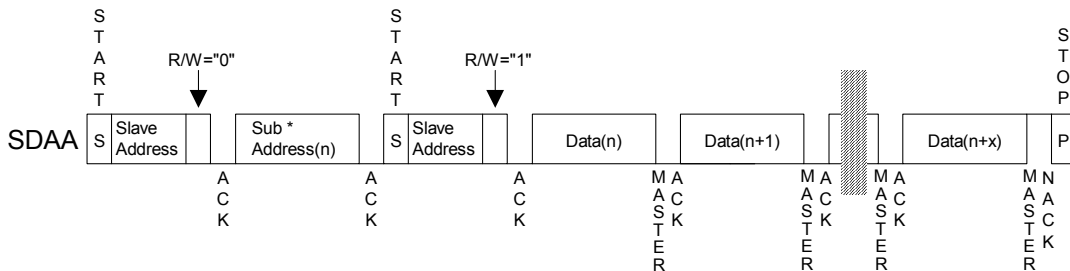 START
START
STOP
R/W="0"
R/W="1"
SDAA
S
Slave
Address
Sub *
Address(n)
S
Slave
Address
Data(n)
Data(n+1)
Data(n+x)
P
ACK
ACK
ACK
MASTER
ACK
MASTER
ACK
MASTER
ACK
MASTER
NACK